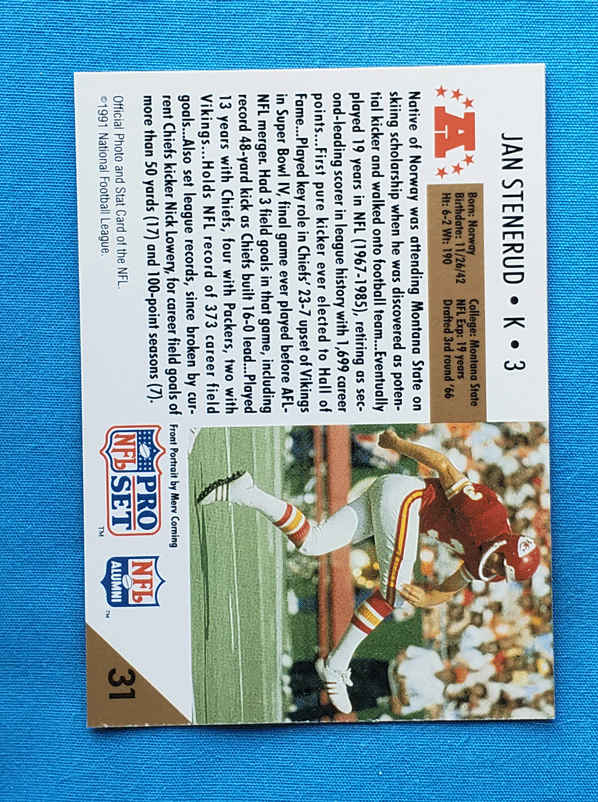 JAN STENERUD • K • 3
A
Born: Norway
Birthdate: 11/26/42
Ht: 6-2 Wt: 190
College: Montana State
NFL Exp: 19 years
Drafted 3rd round '66
Native of Norway was attending Montana State on
skiing scholarship when he was discovered as poten-
tial kicker and walked onto football team...Eventually
played 19 years in NFL (1967-1985), retiring as sec-
ond-leading scorer in league history with 1,699 career
points...First pure kicker ever elected to Hall of
Fame...Played key role in Chiefs' 23-7 upset of Vikings
in Super Bowl IV, final game ever played before AFL-
NFL merger. Had 3 field goals in that game, including
record 48-yard kick as Chiefs built 16-0 lead...Played
13 years with Chiefs, four with Packers, two with
Vikings...Holds NFL record of 373 career field
goals...Also set league records, since broken by cur-
rent Chiefs kicker Nick Lowery, for career field goals of
more than 50 yards (17) and 100-point seasons (7).
Official Photo and Stat Card of the NFL.
©1991 National Football League.
Front Portrait by Merv Corning
PRO
NFL SET
TM
NFL
ALUMNI
TM
31